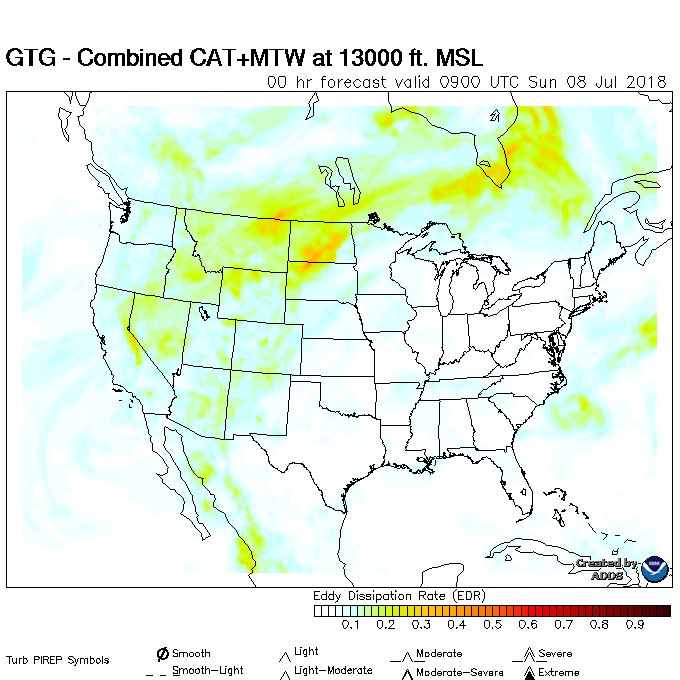 GTG - Combined CAT+MTW at 13000 ft. MSL
00 hr forecast valid 0900 UTC Sun 08 Jul 2018
Created by
ADDS
Eddy Dissipation Rate (EDR)
0.1 0.2 0.3 0.4 0.5 0.6 0.7 0.8 0.9
Turb PIREP Symbols
Smooth Light Moderate Severe
Smooth-Light Light-Moderate Moderate-Severe Extreme